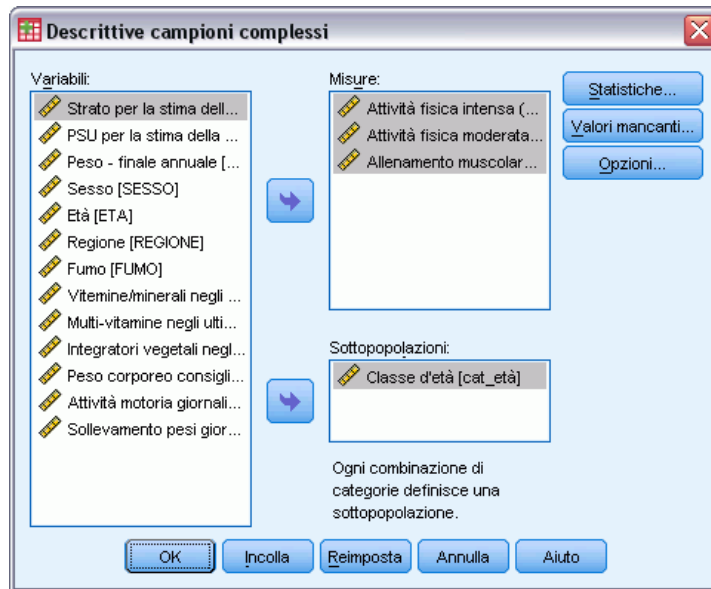 Descrittive campioni complessi
Variabili:
Strato per la stima dell...
PSU per la stima della ...
Peso - finale annuale [...
Sesso [SESSO]
Età [ETA]
Regione [REGIONE]
Fumo [FUMO]
Vitemine/minerali negli ...
Multi-vitamine negli ulti...
Integratori vegetali negl...
Peso corporeo consigli...
Attività motoria giornali...
Sollevamento pesi gior...
Misure:
Attività fisica intensa (...
Attività fisica moderata...
Allenamento muscolar...
Sottopopolazioni:
Classe d'età [cat_età]
Ogni combinazione di
categorie definisce una
sottopopolazione.
Statistiche...
Valori mancanti...
Opzioni...
OK
Incolla
Reimposta
Annulla
Aiuto